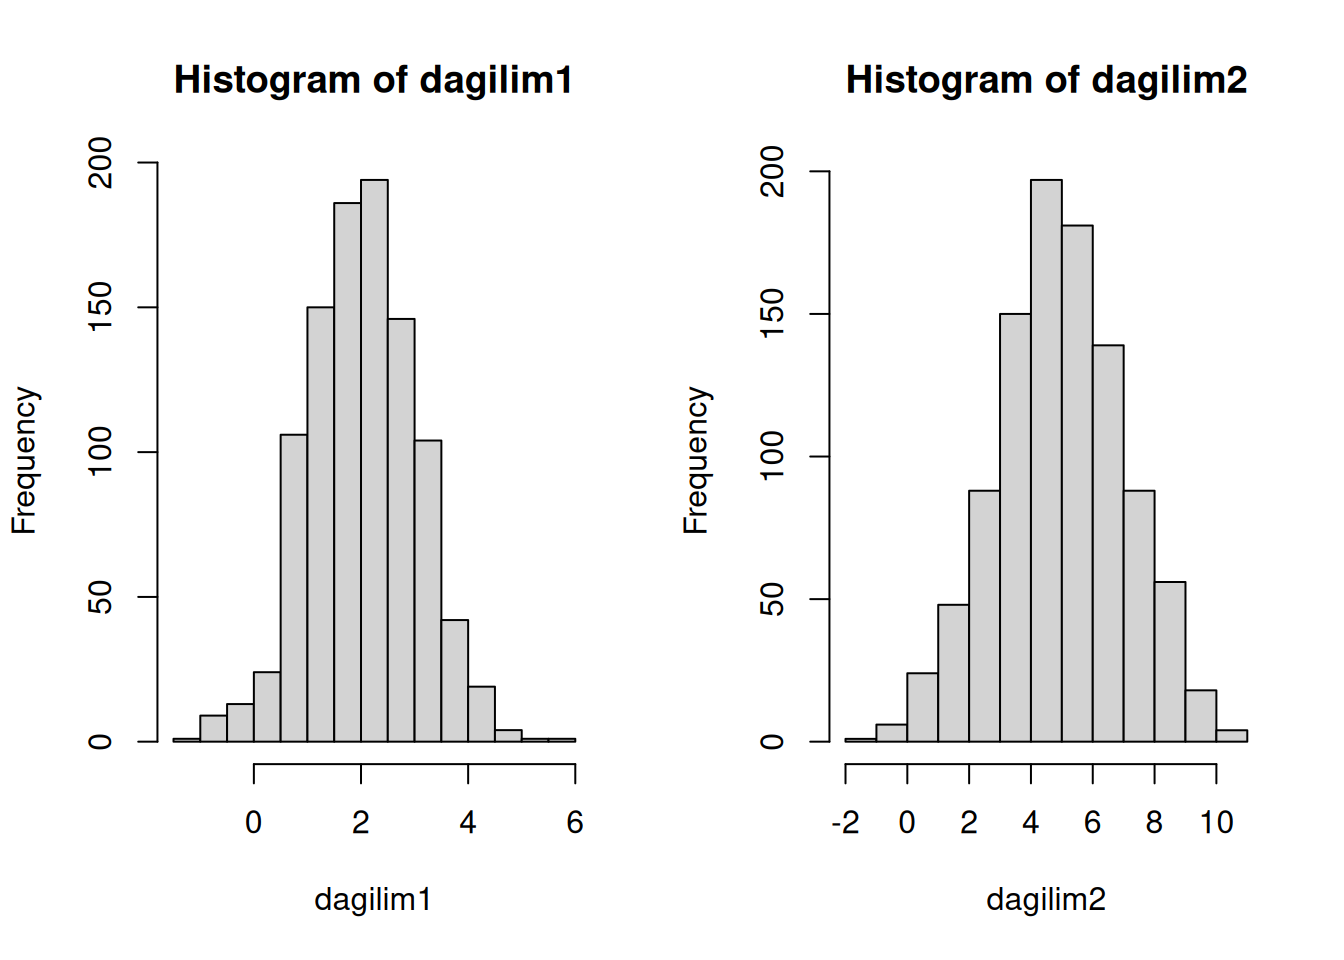 Histogram of dagilim1
Frequency
200
150
100
50
0
0 2 4 6
dagilim1
Histogram of dagilim2
Frequency
200
150
100
50
0
-2 0 2 4 6 8 10
dagilim2